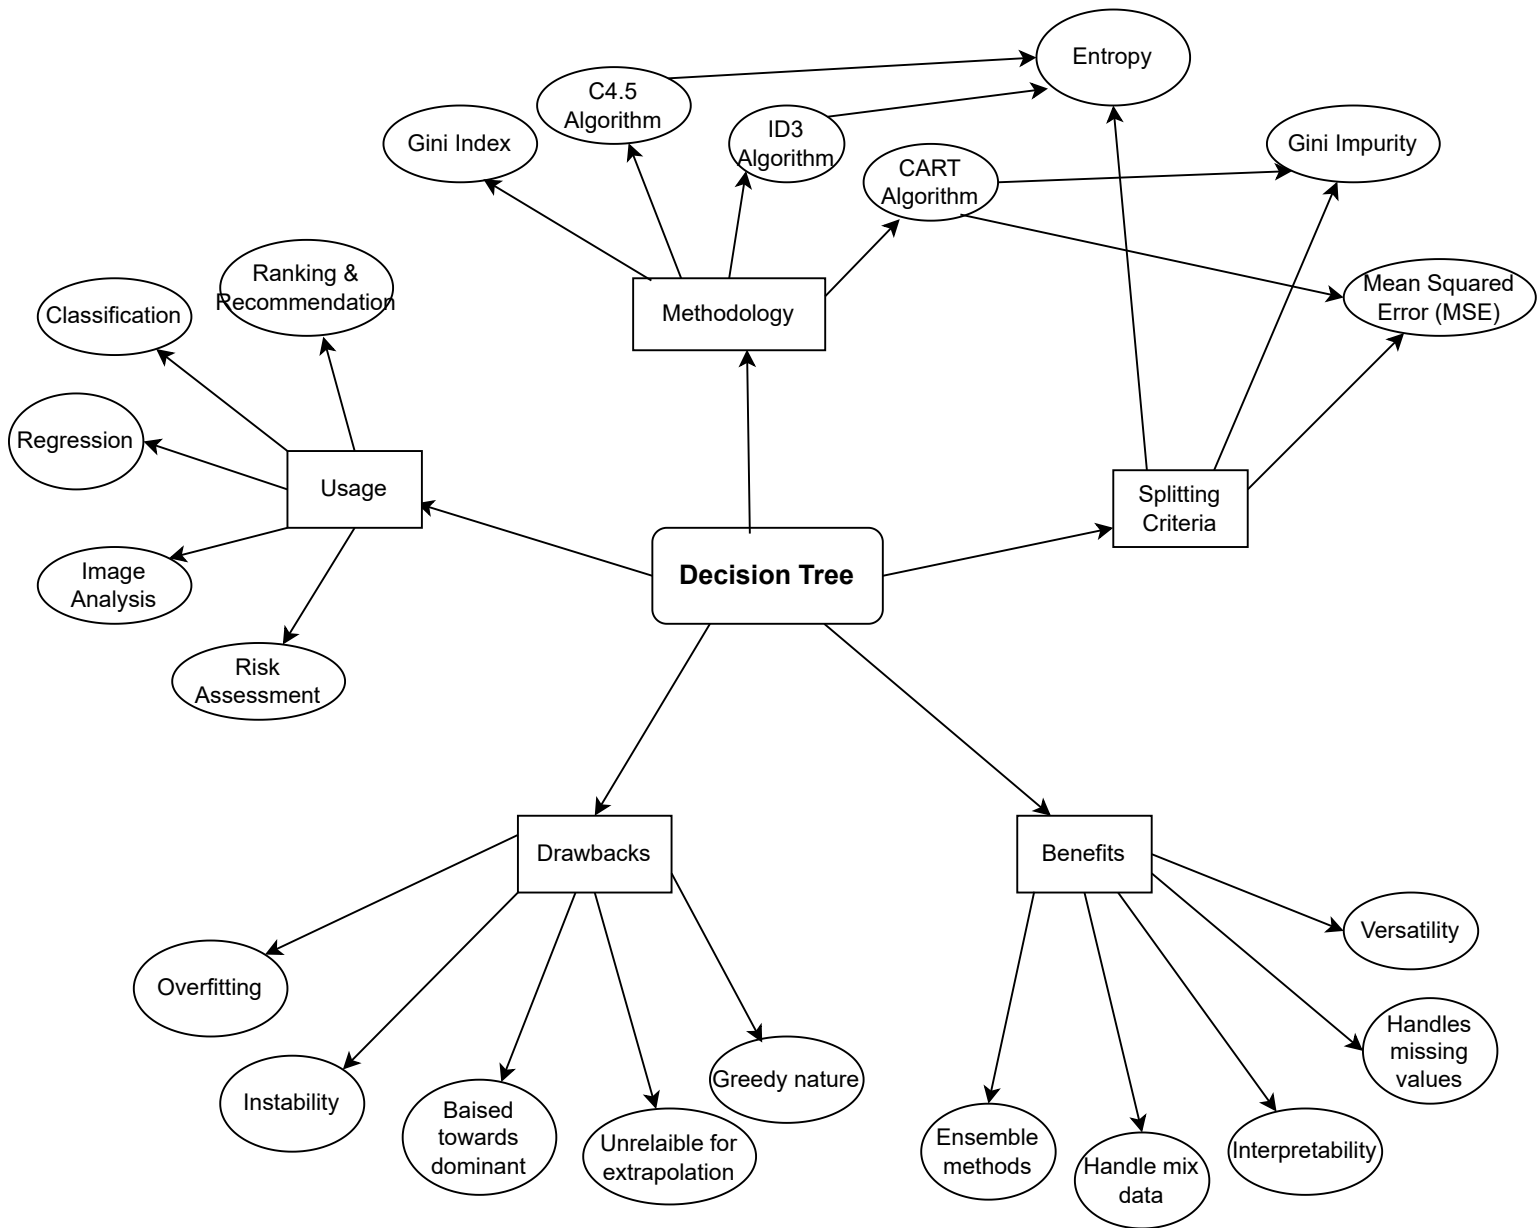 Entropy
C4.5
Algorithm
Gini Index
ID3
Algorithm
Gini Impurity
CART
Algorithm
Ranking &
Recommendation
Classification
Methodology
Mean Squared
Error (MSE)
Regression
Usage
Splitting
Criteria
Image
Analysis
Decision Tree
Risk
Assessment
Drawbacks
Benefits
Overfitting
Instability
Baised
towards
dominant
Unrelaible for
extrapolation
Greedy nature
Versatility
Handles
missing
values
Ensemble
methods
Handle mix
data
Interpretability